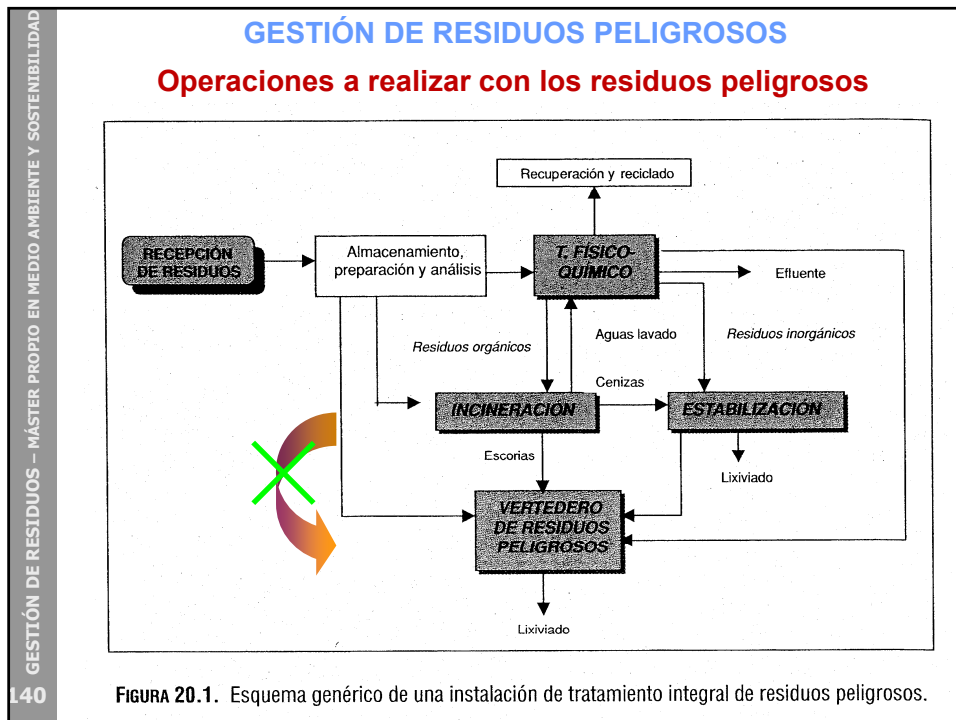 GESTIÓN DE RESIDUOS – MÁSTER PROPIO EN MEDIO AMBIENTE Y SOSTENIBILIDAD
GESTIÓN DE RESIDUOS PELIGROSOS
Operaciones a realizar con los residuos peligrosos
Recuperación y reciclado
RECEPCIÓN
DE RESIDUOS
Almacenamiento,
preparación y análisis
T. FÍSICO-
QUÍMICO
Efluente
Residuos orgánicos
Aguas lavado
Residuos inorgánicos
Cenizas
INCINERACIÓN
ESTABILIZACIÓN
Escorias
Lixiviado
VERTEDERO
DE RESIDUOS
PELIGROSOS
Lixiviado
140
FIGURA 20.1. Esquema genérico de una instalación de tratamiento integral de residuos peligrosos.